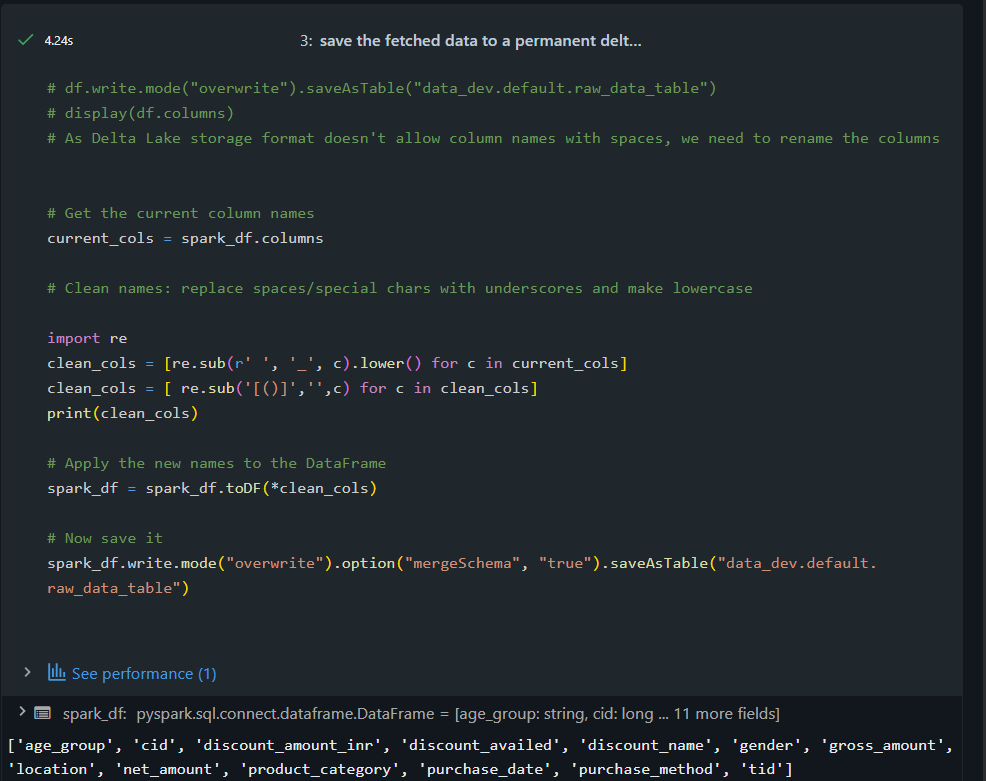 4.24s
3: save the fetched data to a permanent delt...
# df.write.mode("overwrite").saveAsTable("data_dev.default.raw_data_table")
# display(df.columns)
# As Delta Lake storage format doesn't allow column names with spaces, we need to rename the columns
# Get the current column names
current_cols = spark_df.columns
# Clean names: replace spaces/special chars with underscores and make lowercase
import re
clean_cols = [re.sub(r' ', '_', c).lower() for c in current_cols]
clean_cols = [ re.sub('[()]','',c) for c in clean_cols]
print(clean_cols)
# Apply the new names to the DataFrame
spark_df = spark_df.toDF(*clean_cols)
# Now save it
spark_df.write.mode("overwrite").option("mergeSchema", "true").saveAsTable("data_dev.default.
raw_data_table")
See performance (1)
spark_df: pyspark.sql.connect.dataframe.DataFrame = [age_group: string, cid: long ... 11 more fields]
['age_group', 'cid', 'discount_amount_inr', 'discount_availed', 'discount_name', 'gender', 'gross_amount',
'location', 'net_amount', 'product_category', 'purchase_date', 'purchase_method', 'tid']